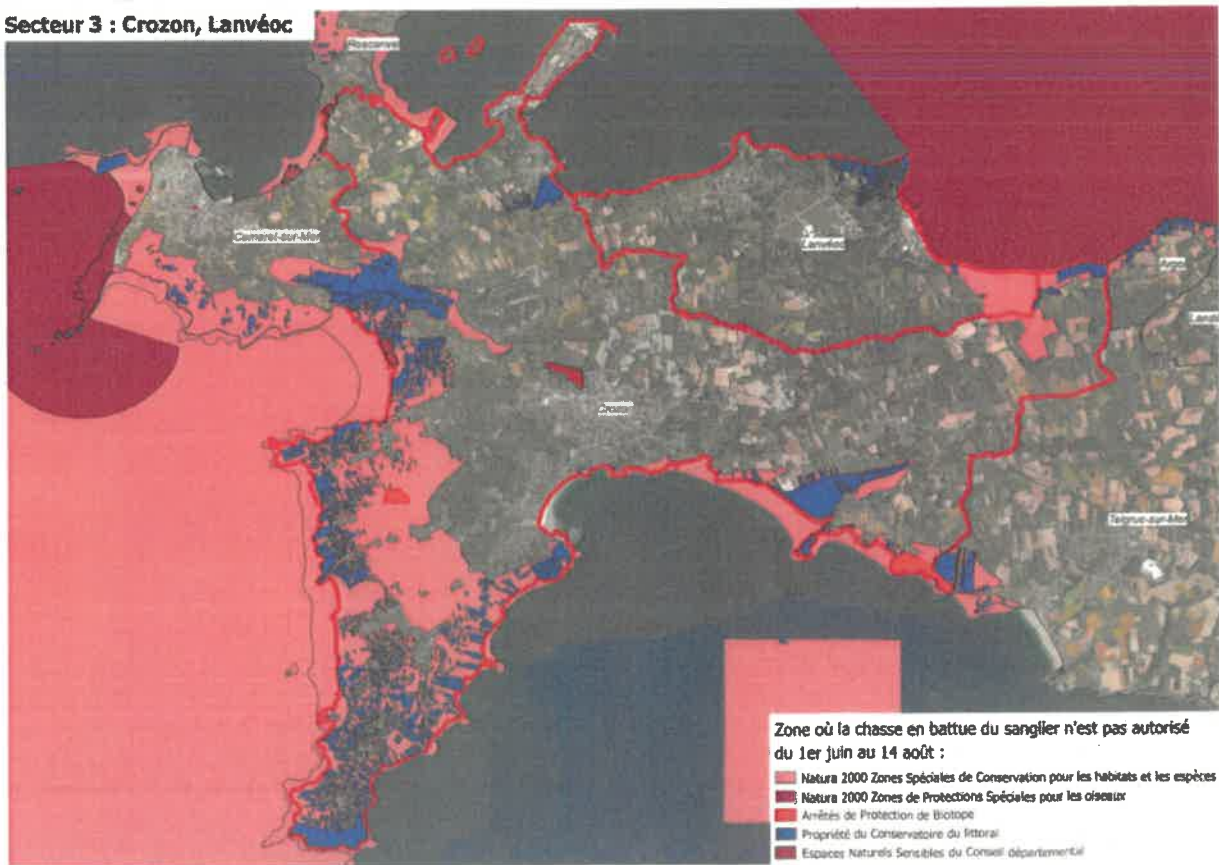 Secteur 3 : Crozon, Lanvéoc
Roscanvel
Camaret-sur-Mer
Lanvéoc
Argol
Crozon
Telgruc-sur-Mer
Zone où la chasse en battue du sanglier n'est pas autorisé
du 1er juin au 14 août :
Natura 2000 Zones Spéciales de Conservation pour les habitats et les espèces
Natura 2000 Zones de Protections Spéciales pour les oiseaux
Arrêtés de Protection de Biotope
Propriété du Conservatoire du littoral
Espaces Naturels Sensibles du Conseil départemental